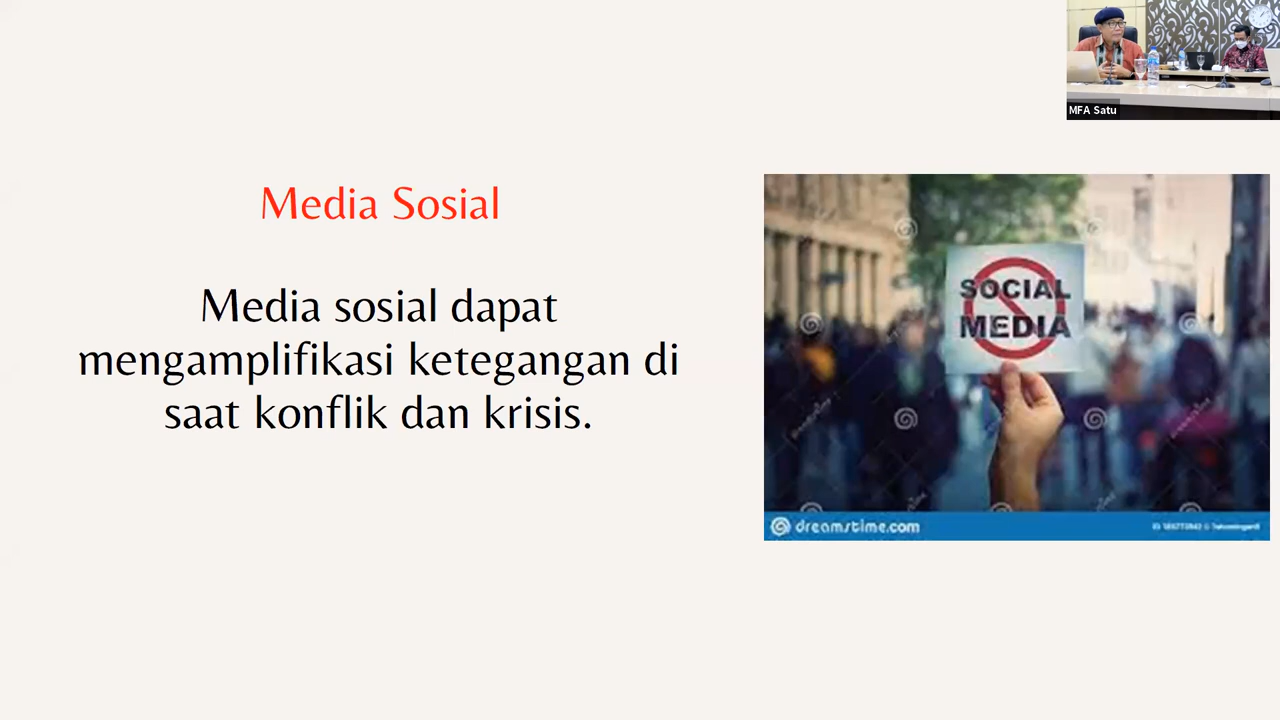 MFA Satu
Media Sosial
Media sosial dapat
mengamplifikasi ketegangan di
saat konflik dan krisis.
SOCIAL
MEDIA
dreamstime.com